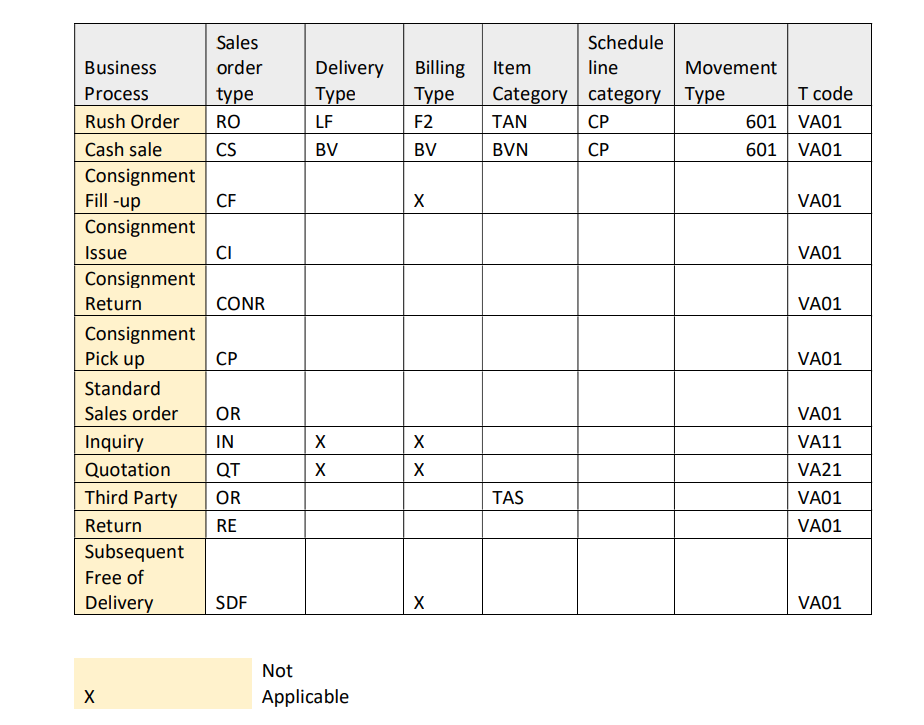 Business Process Sales order type Delivery Type Billing Type Item Category Schedule line category Movement Type T code
Rush Order RO LF F2 TAN CP 601 VA01
Cash sale CS BV BV BVN CP 601 VA01
Consignment Fill -up CF X VA01
Consignment Issue CI VA01
Consignment Return CONR VA01
Consignment Pick up CP VA01
Standard Sales order OR VA01
Inquiry IN X X VA11
Quotation QT X X VA21
Third Party OR TAS VA01
Return RE VA01
Subsequent Free of Delivery SDF X VA01
X Not Applicable